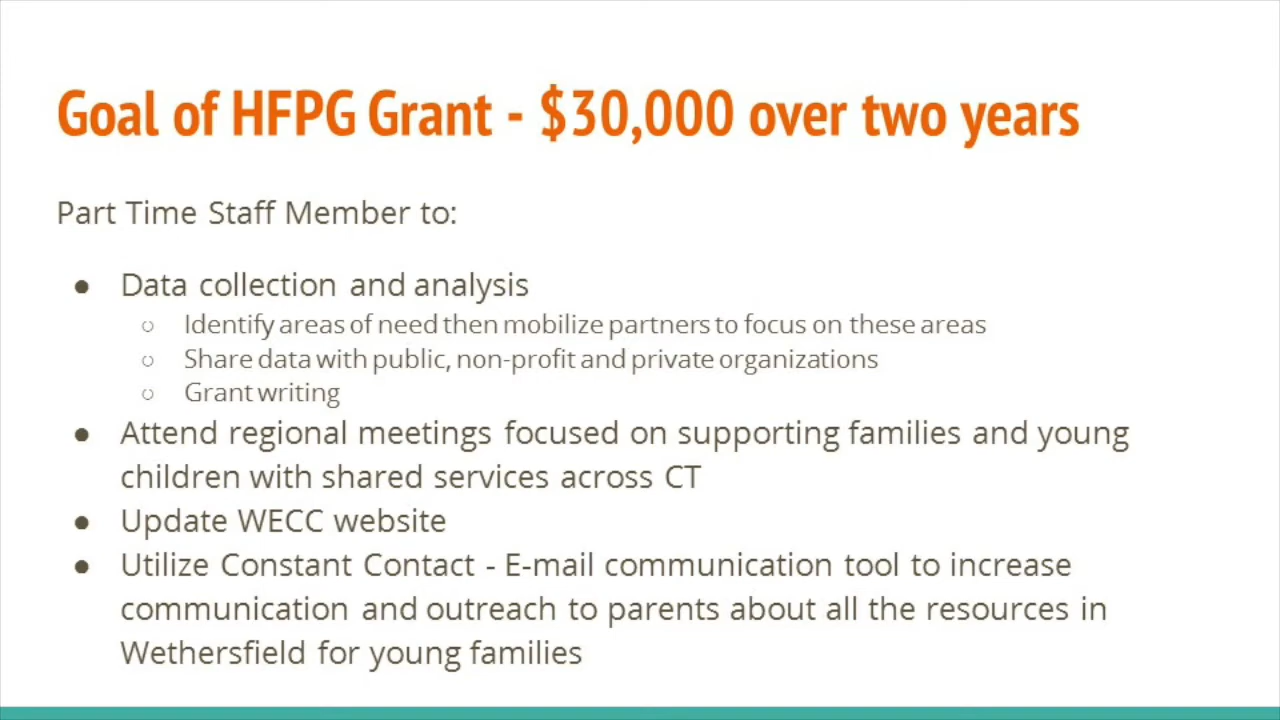 Goal of HFPG Grant - $30,000 over two years
Part Time Staff Member to:
● Data collection and analysis
○ Identify areas of need then mobilize partners to focus on these areas
○ Share data with public, non-profit and private organizations
○ Grant writing
● Attend regional meetings focused on supporting families and young
children with shared services across CT
● Update WECC website
● Utilize Constant Contact - E-mail communication tool to increase
communication and outreach to parents about all the resources in
Wethersfield for young families